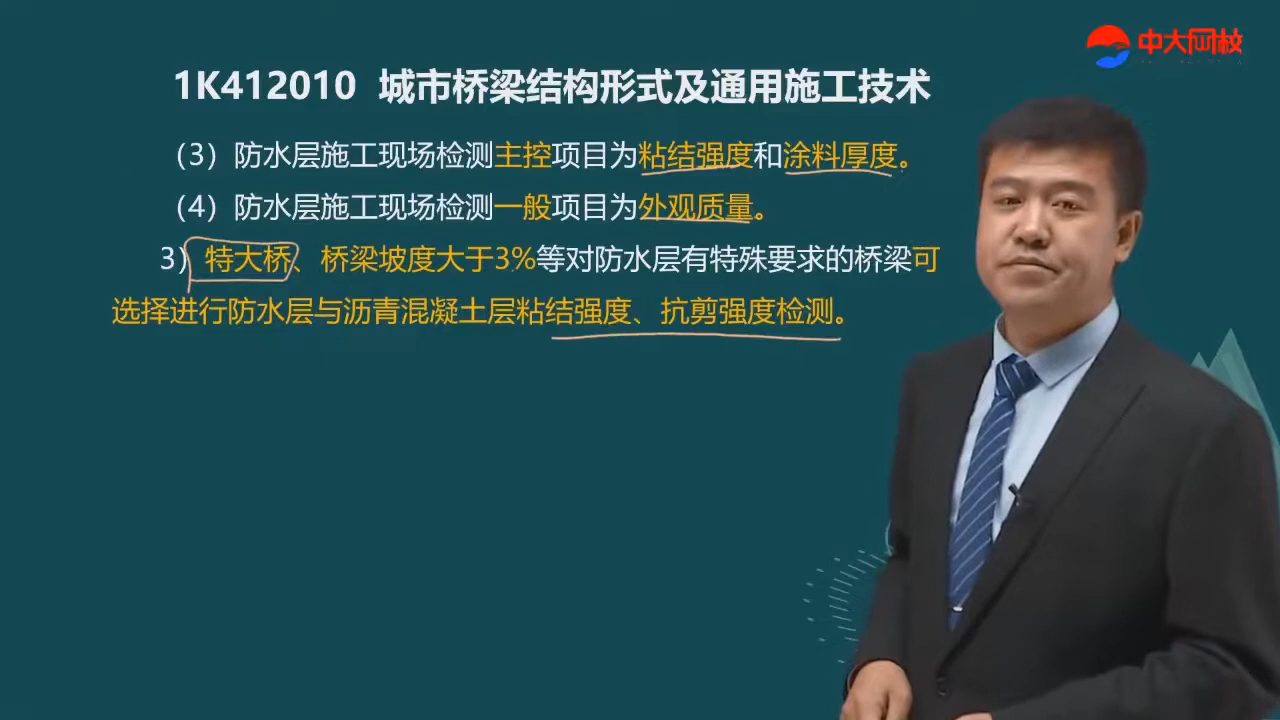 中大网校
1K412010 城市桥梁结构形式及通用施工技术
（3）防水层施工现场检测主控项目为粘结强度和涂料厚度。
（4）防水层施工现场检测一般项目为外观质量。
3）特大桥、桥梁坡度大于3%等对防水层有特殊要求的桥梁可
选择进行防水层与沥青混凝土层粘结强度、抗剪强度检测。